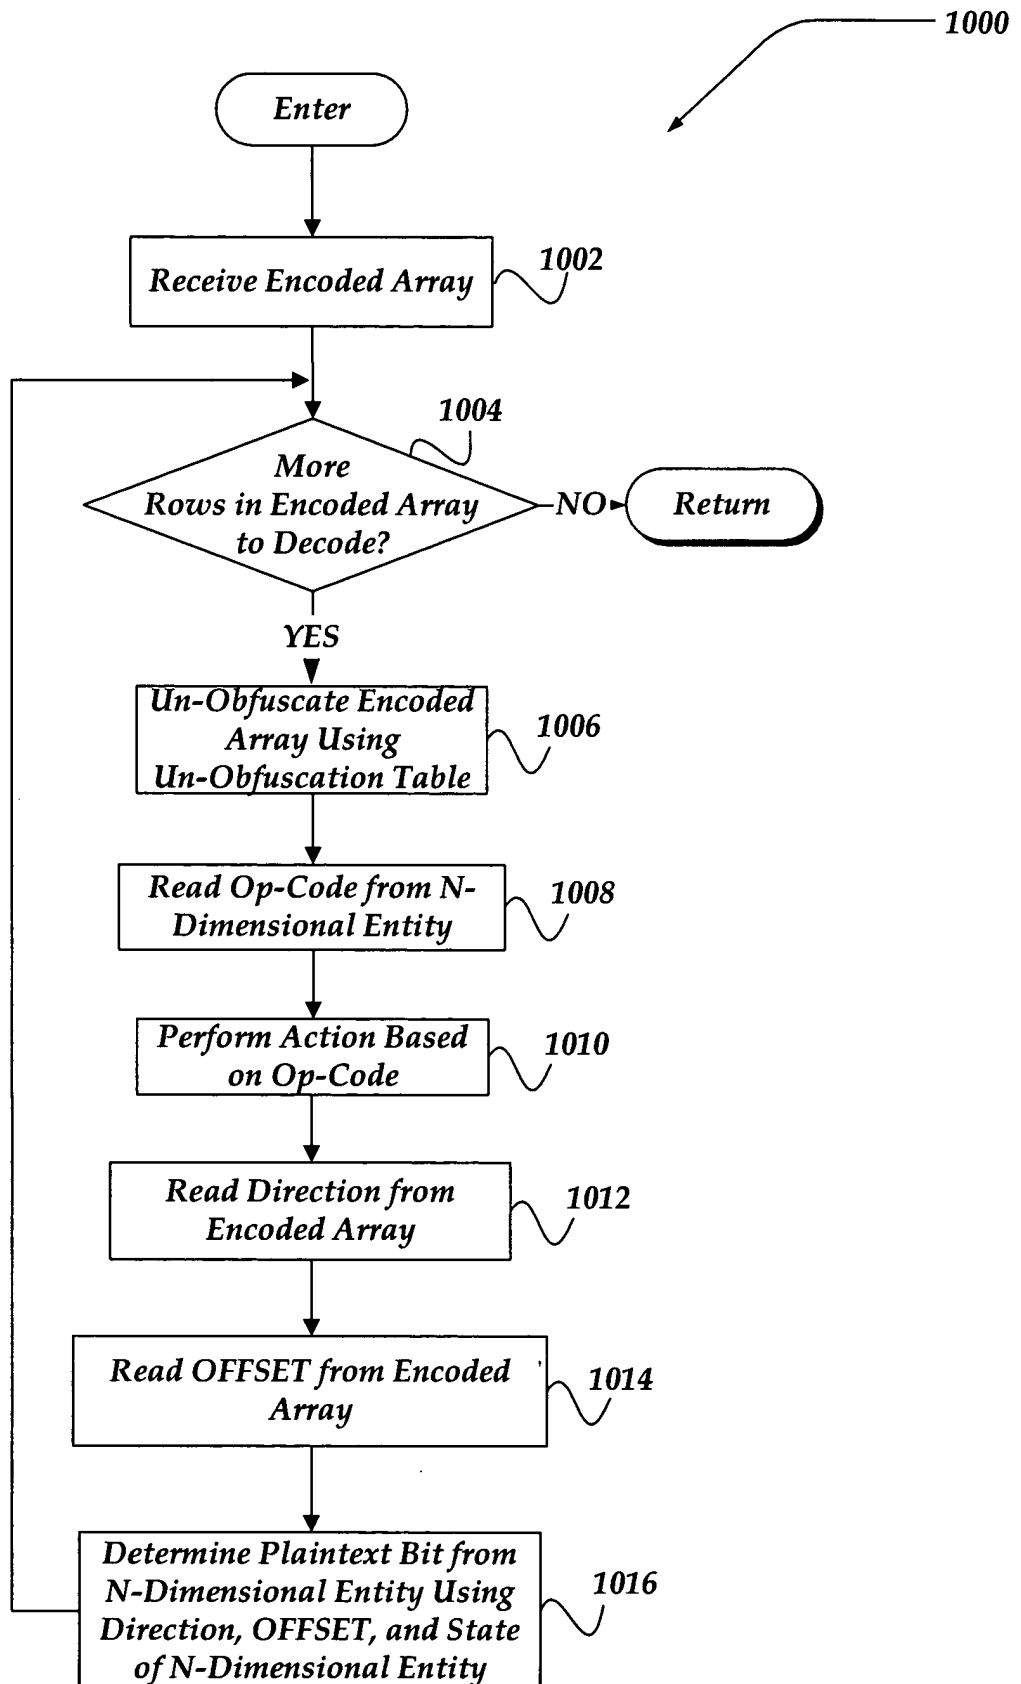 1000
Enter
Receive Encoded Array
1002
1004
More
Rows in Encoded Array
to Decode?
NO
Return
YES
Un-Obfuscate Encoded
Array Using
Un-Obfuscation Table
1006
Read Op-Code from N-
Dimensional Entity
1008
Perform Action Based
on Op-Code
1010
Read Direction from
Encoded Array
1012
Read OFFSET from Encoded
Array
1014
Determine Plaintext Bit from
N-Dimensional Entity Using
Direction, OFFSET, and State
of N-Dimensional Entity
1016